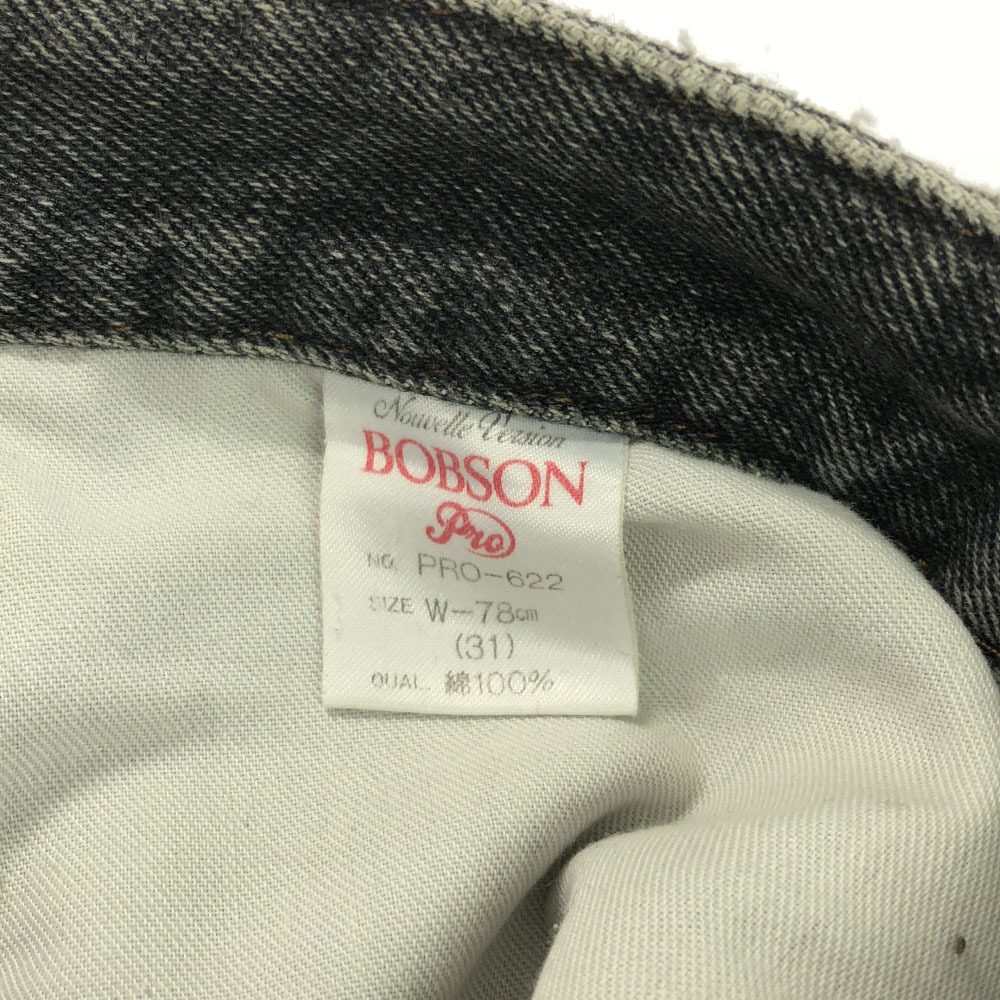 Nouvelle Version
BOBSON
Pro
NO. PRO-622
SIZE W-78cm
(31)
QUAL. 綿100%